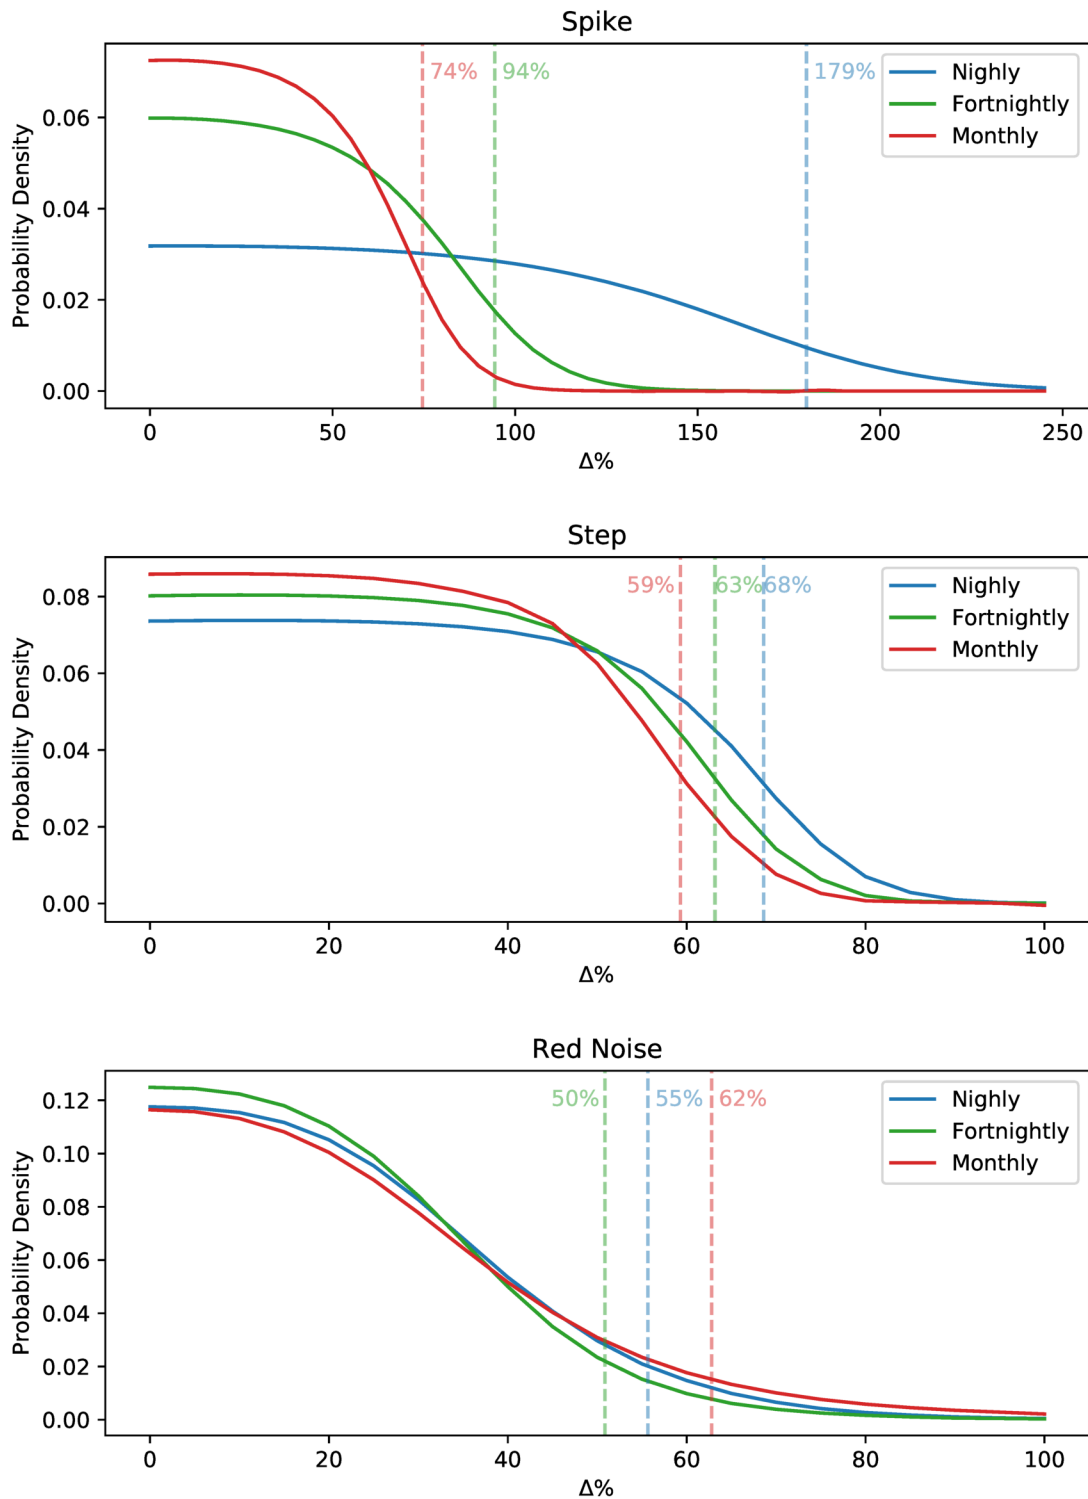 Spike
74%
94%
179%
Nighly
Fortnightly
Monthly
Probability Density
0.06
0.04
0.02
0.00
0
50
100
150
200
250
Δ%
Step
59%
63%
68%
Nighly
Fortnightly
Monthly
Probability Density
0.08
0.06
0.04
0.02
0.00
0
20
40
60
80
100
Δ%
Red Noise
50%
55%
62%
Nighly
Fortnightly
Monthly
Probability Density
0.12
0.10
0.08
0.06
0.04
0.02
0.00
0
20
40
60
80
100
Δ%